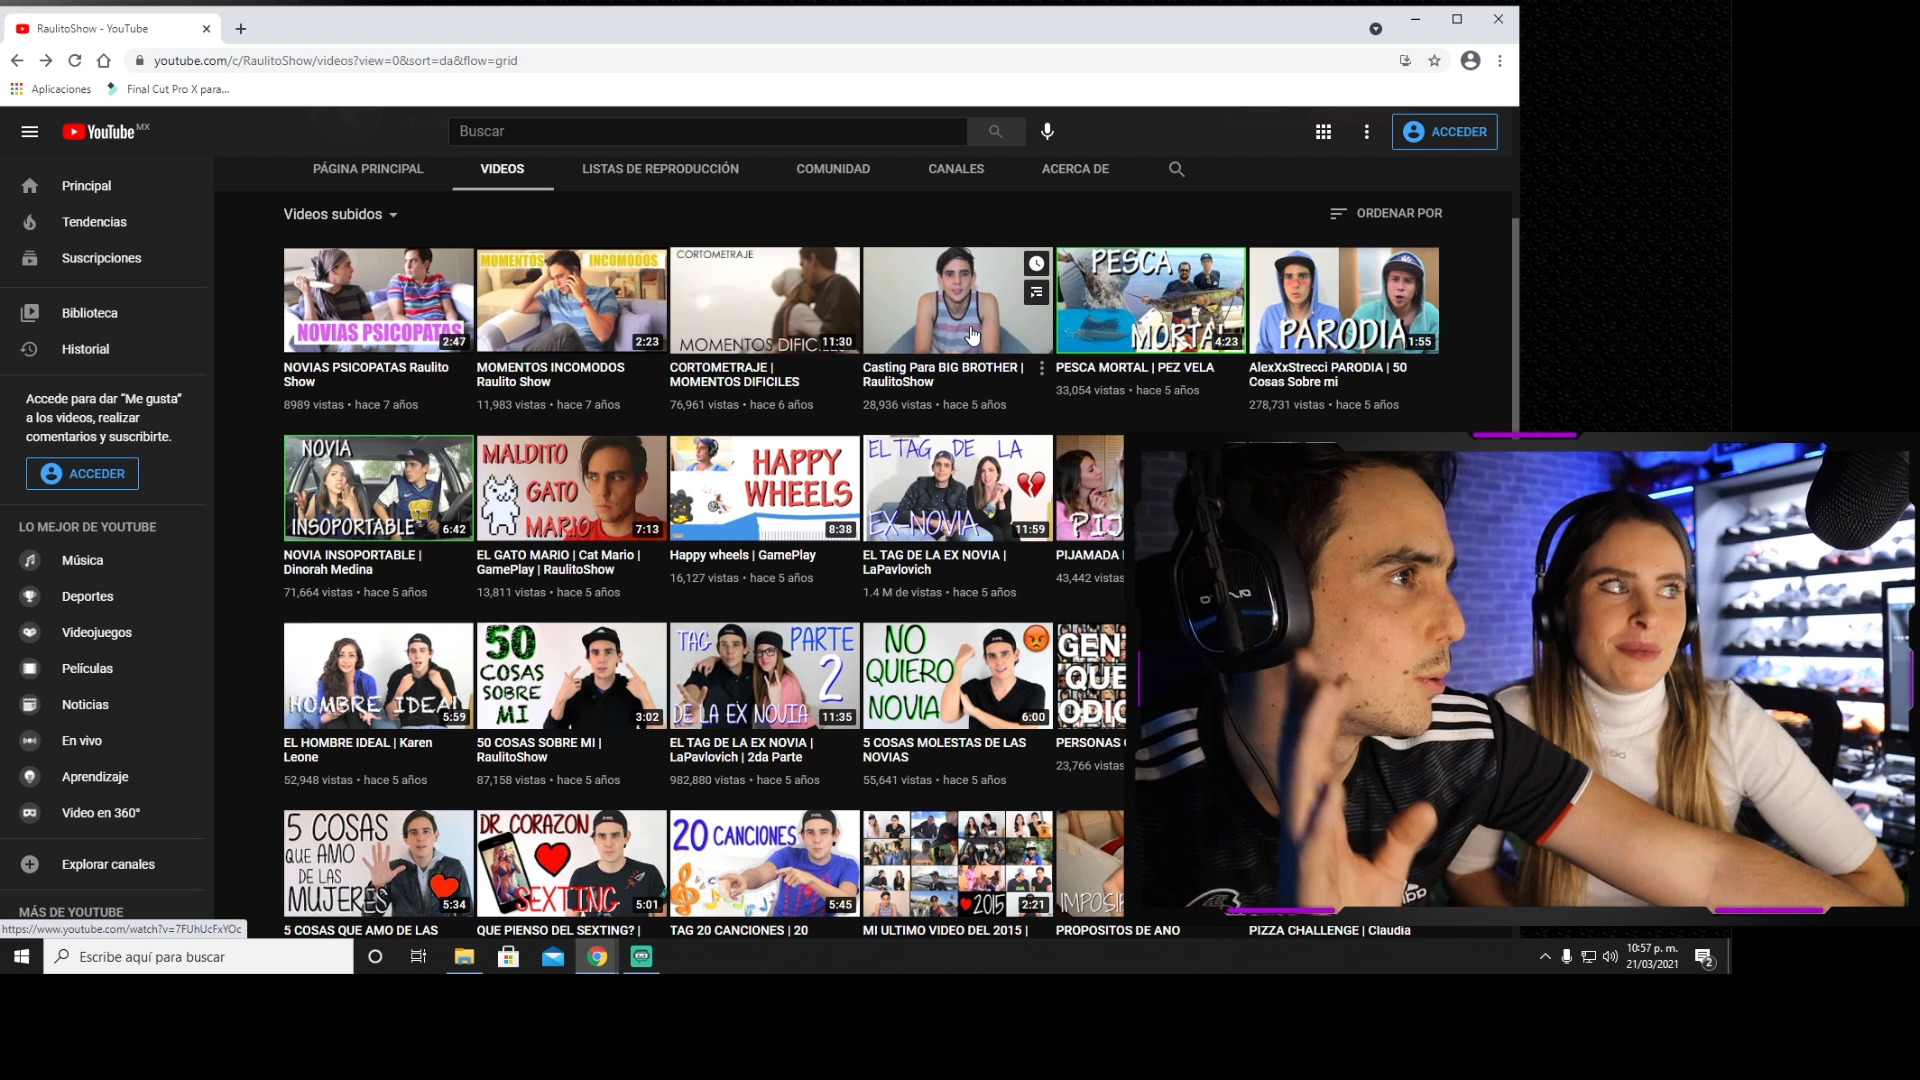 RaulitoShow - YouTube
youtube.com/c/RaulitoShow/videos?view=0&sort=da&flow=grid
Aplicaciones
Final Cut Pro X para...
YouTube MX
Buscar
ACCEDER
PÁGINA PRINCIPAL
VIDEOS
LISTAS DE REPRODUCCIÓN
COMUNIDAD
CANALES
ACERCA DE
Principal
Tendencias
Suscripciones
Biblioteca
Historial
Accede para dar “Me gusta”
a los videos, realizar
comentarios y suscribirte.
ACCEDER
LO MEJOR DE YOUTUBE
Música
Deportes
Videojuegos
Películas
Noticias
En vivo
Aprendizaje
Video en 360°
Explorar canales
MÁS DE YOUTUBE
https://www.youtube.com/watch?v=7FUhUcFxYOc
Videos subidos
ORDENAR POR
NOVIAS PSICOPATAS
2:47
NOVIAS PSICOPATAS Raulito
Show
8989 vistas • hace 7 años
MOMENTOS INCOMODOS
2:23
MOMENTOS INCOMODOS
Raulito Show
11,983 vistas • hace 7 años
CORTOMETRAJE
MOMENTOS DIFICILES
11:30
CORTOMETRAJE |
MOMENTOS DIFICILES
76,961 vistas • hace 6 años
Casting Para BIG BROTHER |
RaulitoShow
28,936 vistas • hace 5 años
PESCA
MORTAL
4:23
PESCA MORTAL | PEZ VELA
33,054 vistas • hace 5 años
PARODIA
1:55
AlexXxStrecci PARODIA | 50
Cosas Sobre mi
278,731 vistas • hace 5 años
NOVIA
INSOPORTABLE
6:42
NOVIA INSOPORTABLE |
Dinorah Medina
71,664 vistas • hace 5 años
MALDITO
GATO
MARIO
7:13
EL GATO MARIO | Cat Mario |
GamePlay | RaulitoShow
13,811 vistas • hace 5 años
HAPPY
WHEELS
8:38
Happy wheels | GamePlay
16,127 vistas • hace 5 años
EL TAG DE LA
EX-NOVIA
11:59
EL TAG DE LA EX NOVIA |
LaPavlovich
1.4 M de vistas • hace 5 años
PIJ
PIJAMADA
43,442 vistas
HOMBRE IDEAL
5:59
EL HOMBRE IDEAL | Karen
Leone
52,948 vistas • hace 5 años
50
COSAS
SOBRE
MI
3:02
50 COSAS SOBRE MI |
RaulitoShow
87,158 vistas • hace 5 años
TAG PARTE
2
DE LA EX NOVIA
11:35
EL TAG DE LA EX NOVIA |
LaPavlovich | 2da Parte
982,880 vistas • hace 5 años
NO
QUIERO
NOVIA
6:00
5 COSAS MOLESTAS DE LAS
NOVIAS
55,641 vistas • hace 5 años
GEN
QUE
ODIO
PERSONAS
23,766 vistas
5 COSAS
QUE AMO
DE LAS
MUJERES
5:34
5 COSAS QUE AMO DE LAS
DR. CORAZON
SEXTING
5:01
QUE PIENSO DEL SEXTING? |
20 CANCIONES
5:45
TAG 20 CANCIONES | 20
2015
2:21
MI ULTIMO VIDEO DEL 2015 |
IMPOSIF
PROPOSITOS DE ANO
PIZZA CHALLENGE | Claudia
Escribe aquí para buscar
10:57 p. m.
21/03/2021
2